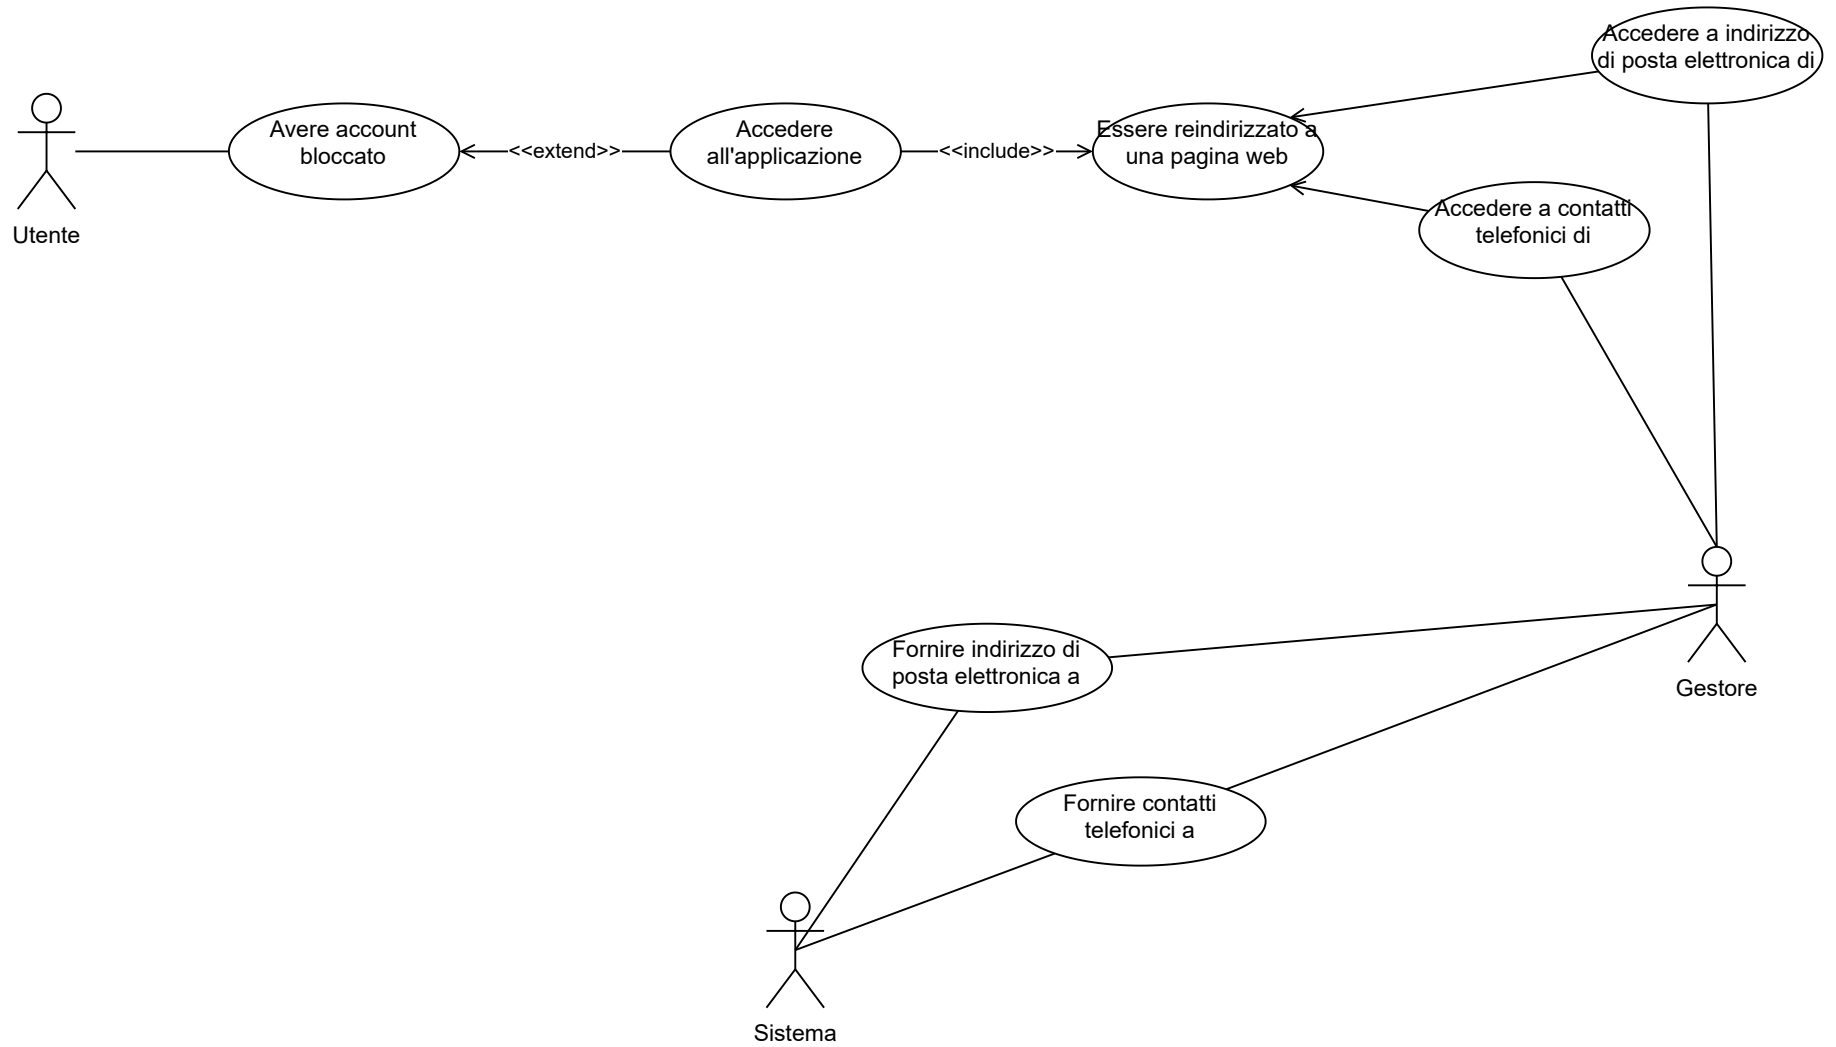 Accedere a indirizzo
di posta elettronica di
Avere account
bloccato
<<extend>>
Accedere
all'applicazione
<<include>>
Essere reindirizzato a
una pagina web
Accedere a contatti
telefonici di
Utente
Fornire indirizzo di
posta elettronica a
Gestore
Fornire contatti
telefonici a
Sistema